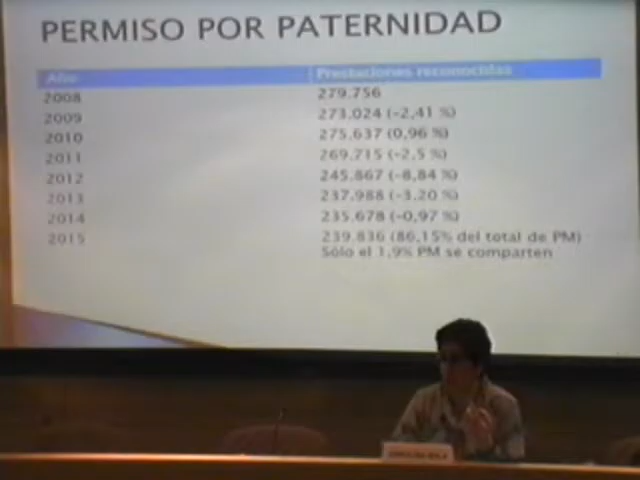 PERMISO POR PATERNIDAD
Año Prestaciones reconocidas
2008 279.756
2009 273.024 (-2,41 %)
2010 275.637 (0,96 %)
2011 269.715 (-2,5 %)
2012 245.867 (-8,84 %)
2013 237.988 (-3,20 %)
2014 235.678 (-0,97 %)
2015 239.836 (86,15% del total de PM)
Sólo el 1,9% PM se comparten